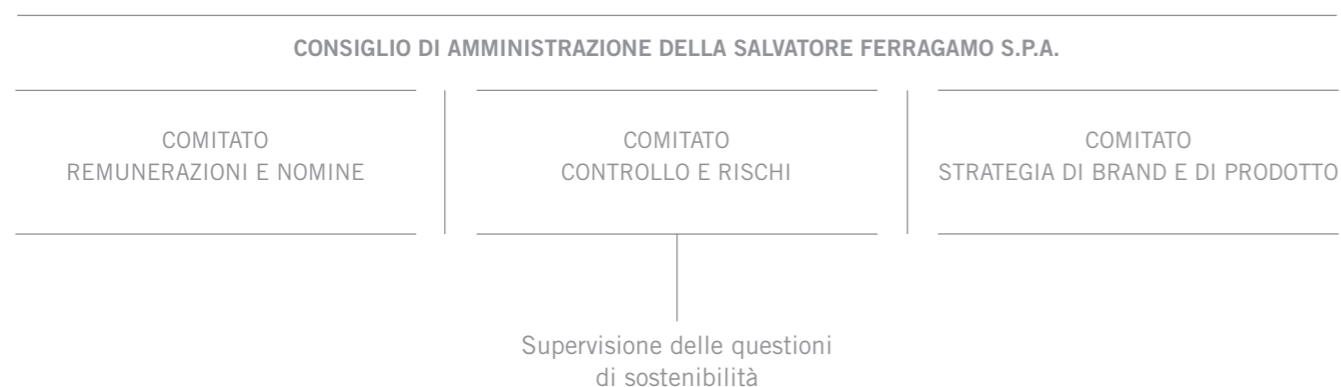 CONSIGLIO DI AMMINISTRAZIONE DELLA SALVATORE FERRAGAMO S.P.A.
COMITATO
REMUNERAZIONI E NOMINE
COMITATO
CONTROLLO E RISCHI
COMITATO
STRATEGIA DI BRAND E DI PRODOTTO
Supervisione delle questioni
di sostenibilità